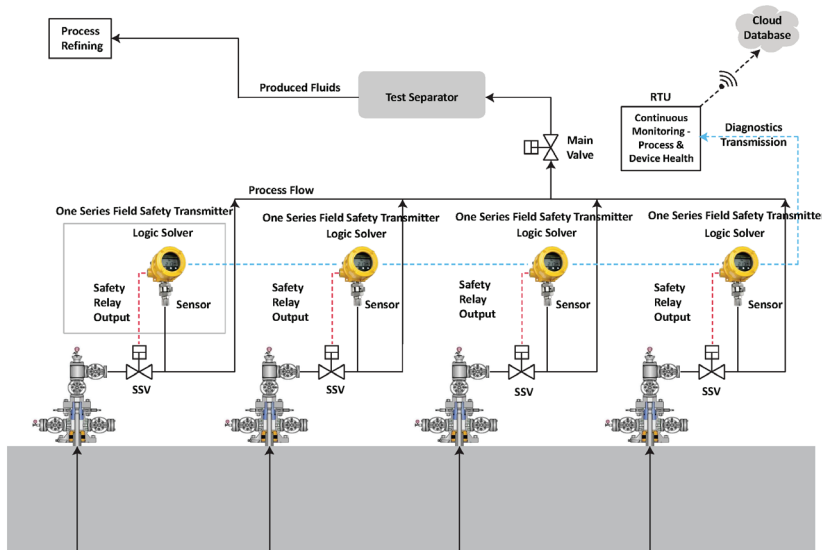 Process
Refining
Produced Fluids
Test Separator
Cloud
Database
RTU
Continuous
Monitoring -
Process &
Device Health
Diagnostics
Transmission
Main
Valve
Process Flow
One Series Field Safety Transmitter
Logic Solver
Safety
Relay
Output
Sensor
SSV
One Series Field Safety Transmitter
Logic Solver
Safety
Relay
Output
Sensor
SSV
One Series Field Safety Transmitter
Logic Solver
Safety
Relay
Output
Sensor
SSV
One Series Field Safety Transmitter
Logic Solver
Safety
Relay
Output
Sensor
SSV